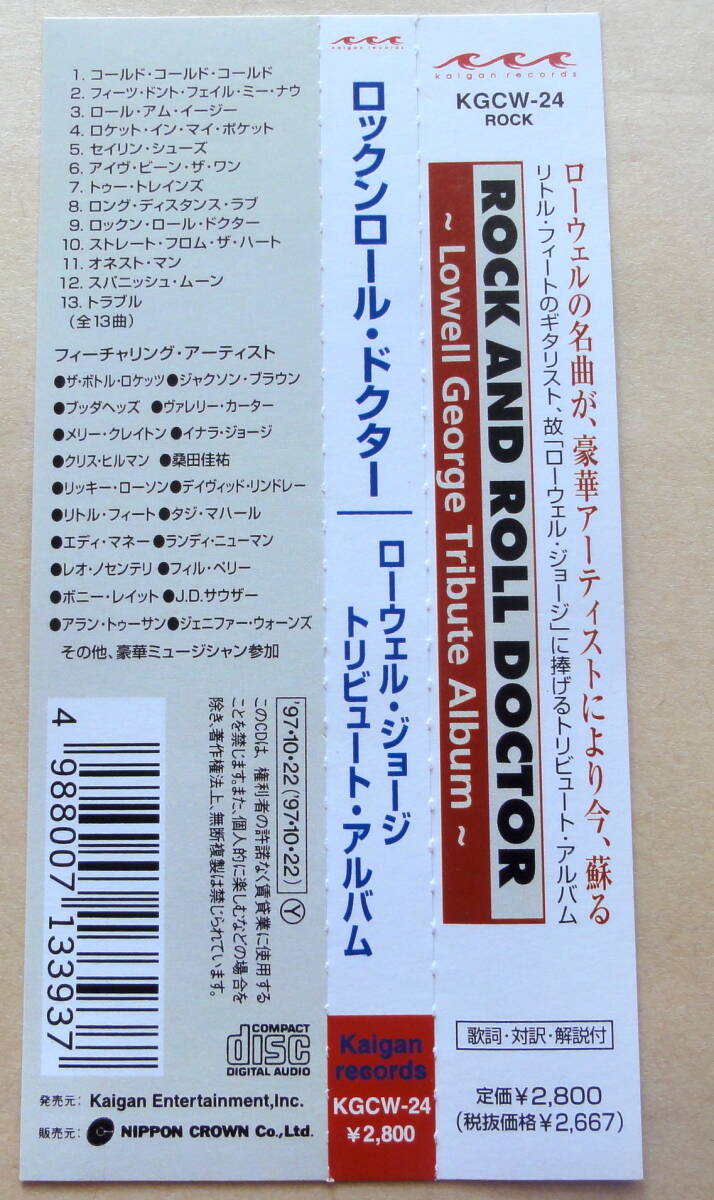 1. コールド・コールド・コールド
2. フィーツ・ドント・フェイル・ミー・ナウ
3. ロール・アム・イージー
4. ロケット・イン・マイ・ポケット
5. セイリン・シューズ
6. アイヴ・ビーン・ザ・ワン
7. トゥー・トレインズ
8. ロング・ディスタンス・ラブ
9. ロックン・ロール・ドクター
10. ストレート・フロム・ザ・ハート
11. オネスト・マン
12. スパニッシュ・ムーン
13. トラブル
(全13曲)
フィーチャリング・アーティスト
●ザ・ボトル・ロケッツ●ジャクソン・ブラウン
●ブッダヘッズ ●ヴァレリー・カーター
●メリー・クレイトン●イナラ・ジョージ
●クリス・ヒルマン ●桑田佳祐
●リッキー・ローソン●デイヴィッド・リンドレー
●リトル・フィート●タジ・マハール
●エディ・マネー●ランディ・ニューマン
●レオ・ノセンテリ●フィル・ペリー
●ボニー・レイット●J.D.サウザー
●アラン・トゥーサン●ジェニファー・ウォーンズ
その他、豪華ミュージシャン参加
4 988007 133937
'97・10・22('97・10・22) Y
このCDは、権利者の許諾なく賃貸業に使用する
ことを禁じます。また、個人的に楽しむなどの場合を
除き、著作権法上、無断複製は禁じられています。
COMPACT
disc
DIGITAL AUDIO
発売元: Kaigan Entertainment,Inc.
販売元: NIPPON CROWN Co.,Ltd.
kaigan records
ロックンロール・ドクター
ローウェル・ジョージ
トリビュート・アルバム
Kaigan
records
KGCW-24
¥2,800
kaigan records
KGCW-24
ROCK
ローウェルの名曲が、豪華アーティストにより今、蘇る
リトル・フィートのギタリスト、故「ローウェル・ジョージ」に捧げるトリビュート・アルバム
ROCK AND ROLL DOCTOR
~ Lowell George Tribute Album ~
歌詞・対訳・解説付
定価¥2,800
(税抜価格¥2,667)